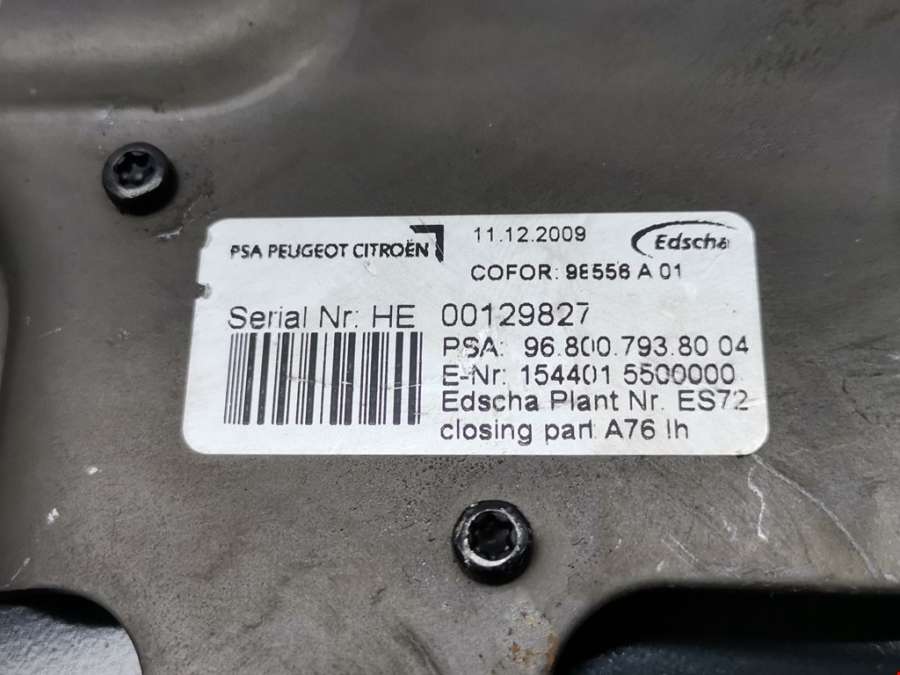 PSA PEUGEOT CITROËN
11.12.2009
Edscha
COFOR: 98556 A 01
Serial Nr: HE 00129827
PSA: 96.800.793.80 04
E-Nr: 154401 5500000
Edscha Plant Nr. ES72
closing part A76 lh